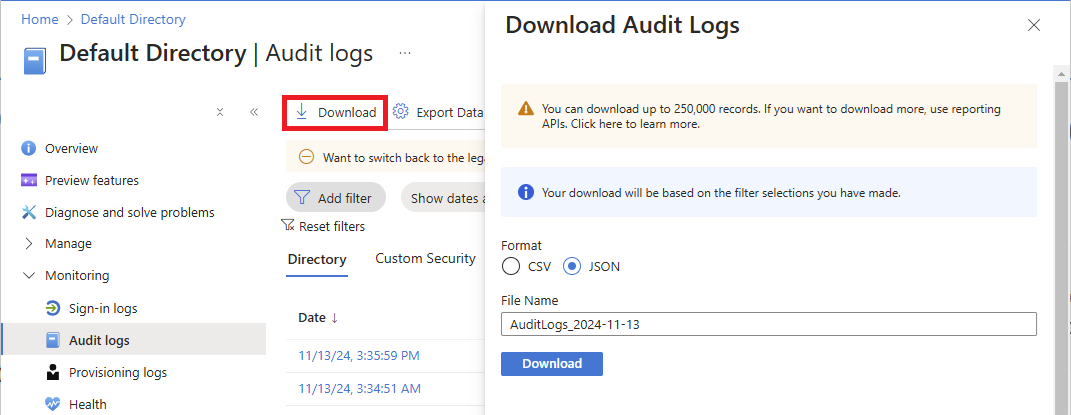 Home > Default Directory
Default Directory | Audit logs ...
Download
Export Data
Want to switch back to the lega
Add filter
Show dates a
Reset filters
Directory
Custom Security
Date ↓
11/13/24, 3:35:59 PM
11/13/24, 3:34:51 AM
Overview
Preview features
Diagnose and solve problems
Manage
Monitoring
Sign-in logs
Audit logs
Provisioning logs
Health
Download Audit Logs
You can download up to 250,000 records. If you want to download more, use reporting
APIs. Click here to learn more.
Your download will be based on the filter selections you have made.
Format
CSV
JSON
File Name
AuditLogs_2024-11-13
Download